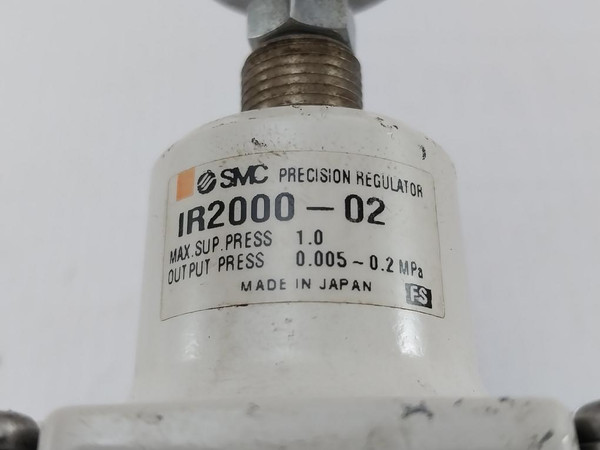 SMC PRECISION REGULATOR
IR2000-02
MAX.SUP.PRESS 1.0
OUTPUT PRESS 0.005~0.2 MPa
MADE IN JAPAN FS